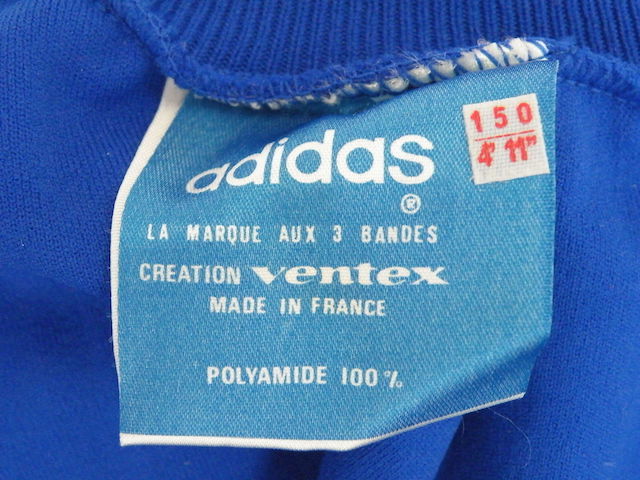 adidas
®
150
4'11"
LA MARQUE AUX 3 BANDES
CREATION ventex
MADE IN FRANCE
POLYAMIDE 100%